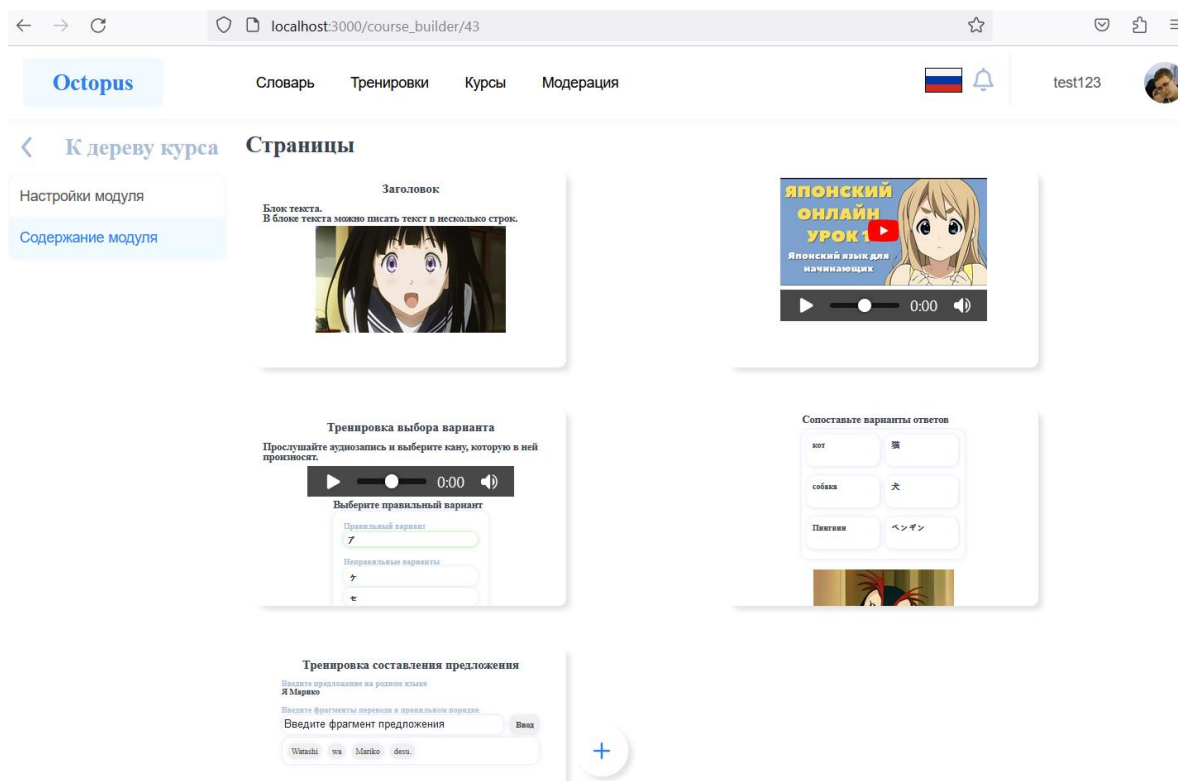 localhost:3000/course_builder/43
Octopus
Словарь Тренировки Курсы Модерация
test123
К дереву курса
Настройки модуля
Содержание модуля
Страницы
Заголовок
Блок текста.
В блоке текста можно писать текст в несколько строк.
ЯПОНСКИЙ
ОНЛАЙН
УРОК 1
Японский язык для
начинающих
0:00
Тренировка выбора варианта
Прослушайте аудиозапись и выберите кану, которую в ней
произносят.
0:00
Выберите правильный вариант
Правильный вариант
ア
Неправильные варианты
ケ
セ
Сопоставьте варианты ответов
кот 猫
собака 犬
Пингвин ペンギン
Тренировка составления предложения
Введите предложение на родном языке
Я Марико
Введите фрагменты перевода в правильном порядке
Введите фрагмент предложения Ввод
Watashi wa Mariko desu.